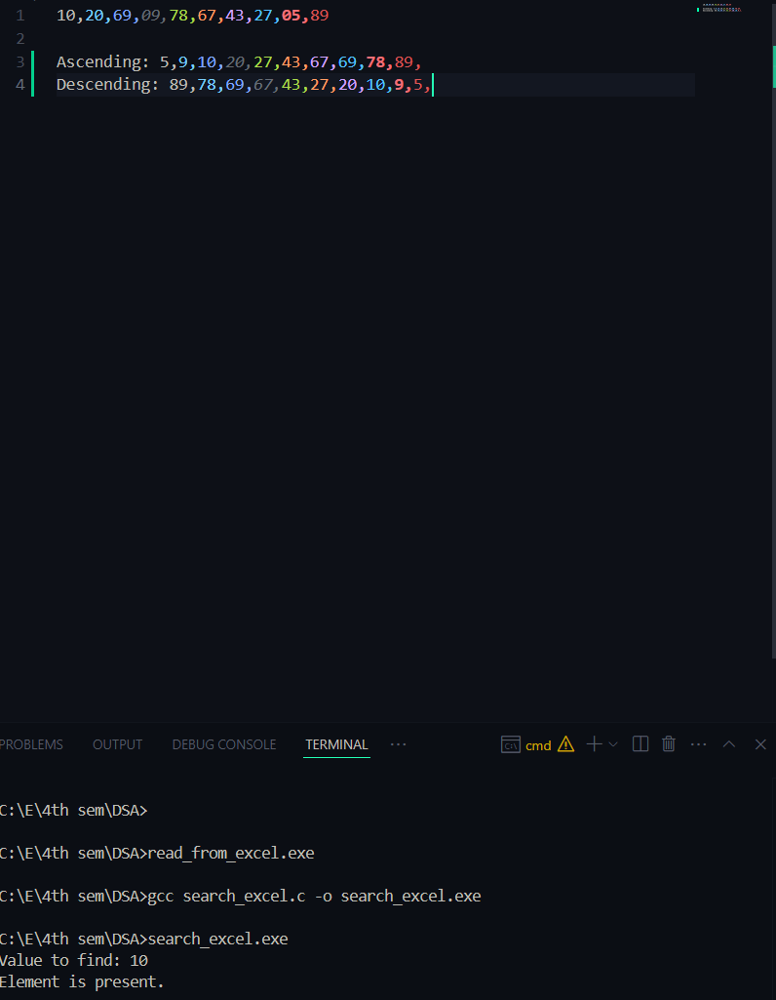 1 10,20,69,09,78,67,43,27,05,89
2
3 Ascending: 5,9,10,20,27,43,67,69,78,89,
4 Descending: 89,78,69,67,43,27,20,10,9,5,
PROBLEMS OUTPUT DEBUG CONSOLE TERMINAL ··· cmd ···
C:\E\4th sem\DSA>
C:\E\4th sem\DSA>read_from_excel.exe
C:\E\4th sem\DSA>gcc search_excel.c -o search_excel.exe
C:\E\4th sem\DSA>search_excel.exe
Value to find: 10
Element is present.